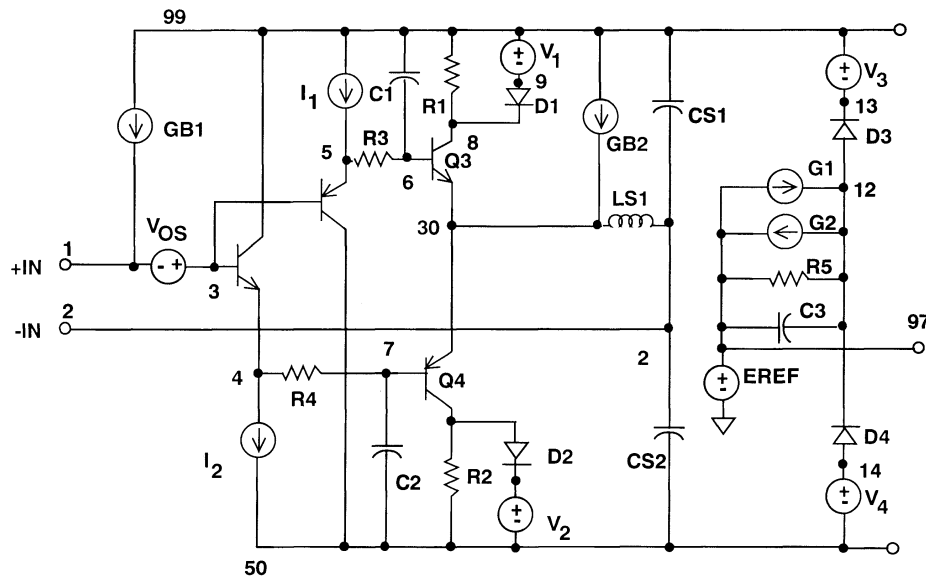 99
V1
9
D1
I1
C1
R1
8
GB1
GB2
CS1
V3
13
D3
5
R3
6
Q3
G1
12
LS1
30
G2
VOS
1
+IN
3
R5
2
-IN
C3
97
7
2
4
R4
Q4
EREF
I2
C2
R2
D2
CS2
D4
14
V2
V4
50